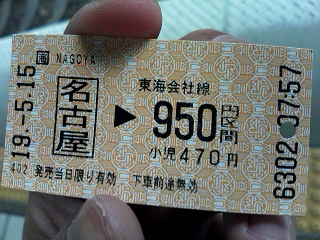 NAGOYA
名古屋
東海会社線
▶ 950円区間
小児470円
402 発売当日限り有効 下車前途無効
19.-5.15
6302 17:57